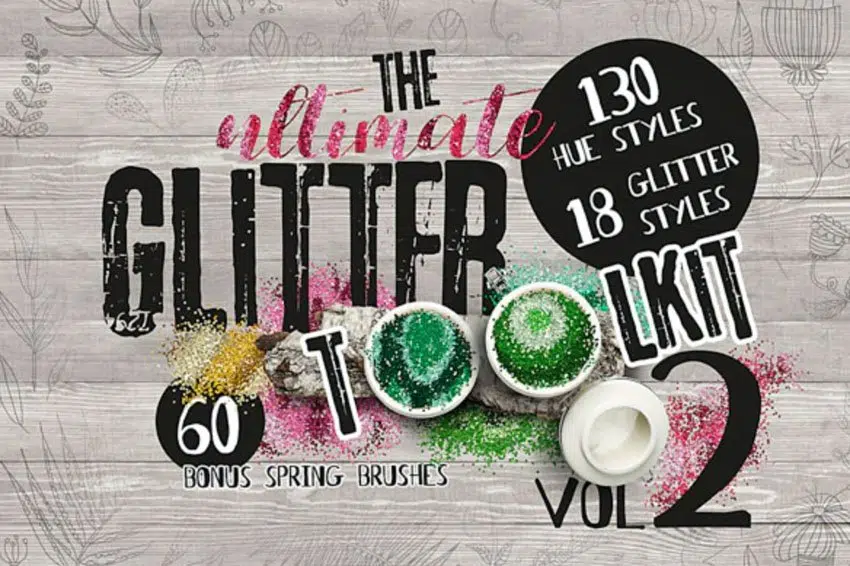 THE
ultimate
GLITTER
TOOLKIT
VOL 2
130
HUE STYLES
18 GLITTER
STYLES
60
BONUS SPRING BRUSHES